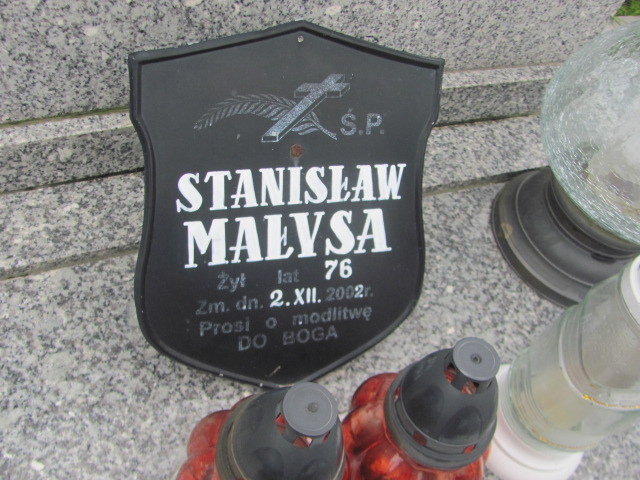 Ś.P.
STANISŁAW
MAŁYSA
Żył lat 76
Zm. dn. 2.XII. 2002r.
Prosi o modlitwę
DO BOGA